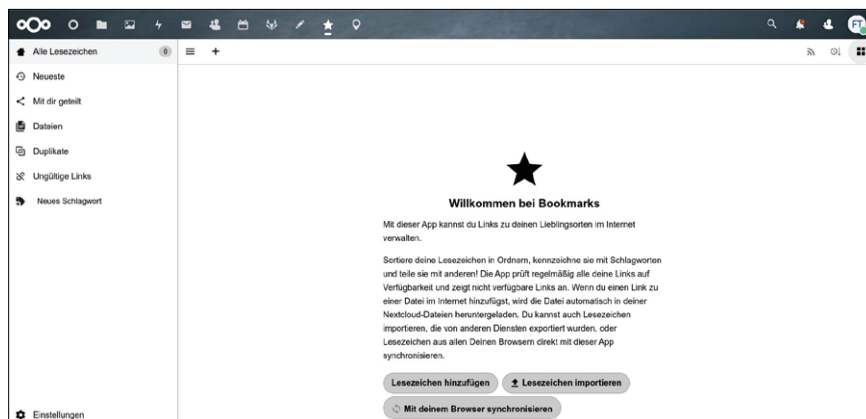 FT
Alle Lesezeichen
0
Neueste
Mit dir geteilt
Dateien
Duplikate
Ungültige Links
Neues Schlagwort
Einstellungen
Willkommen bei Bookmarks
Mit dieser App kannst du Links zu deinen Lieblingsorten im Internet
verwalten.
Sortiere deine Lesezeichen in Ordnern, kennzeichne sie mit Schlagworten
und teile sie mit anderen! Die App prüft regelmäßig alle deine Links auf
Verfügbarkeit und zeigt nicht verfügbare Links an. Wenn du einen Link zu
einer Datei im Internet hinzufügst, wird die Datei automatisch in deiner
Nextcloud-Dateien heruntergeladen. Du kannst auch Lesezeichen
importieren, die von anderen Diensten exportiert wurden, oder
Lesezeichen aus allen Deinen Browsern direkt mit dieser App
synchronisieren.
Lesezeichen hinzufügen
Lesezeichen importieren
Mit deinem Browser synchronisieren